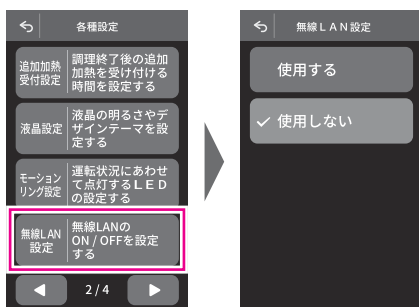 各種設定
追加加熱
受付設定
調理終了後の追加
加熱を受け付ける
時間を設定する
液晶設定
液晶の明るさやデ
ザインテーマを設
定する
モーション
リング設定
運転状況にあわせ
て点灯するＬＥＤ
の設定する
無線LAN
設定
無線LANの
ON / OFFを設定
する
2 / 4
無線ＬＡＮ設定
使用する
使用しない